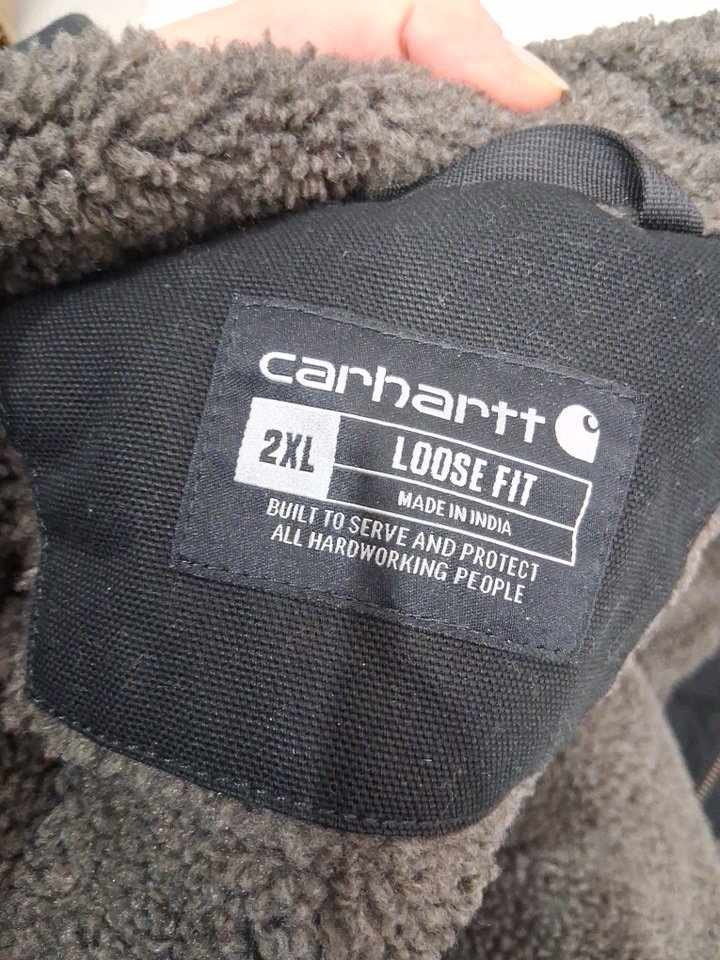 carhartt
2XL
LOOSE FIT
MADE IN INDIA
BUILT TO SERVE AND PROTECT
ALL HARDWORKING PEOPLE